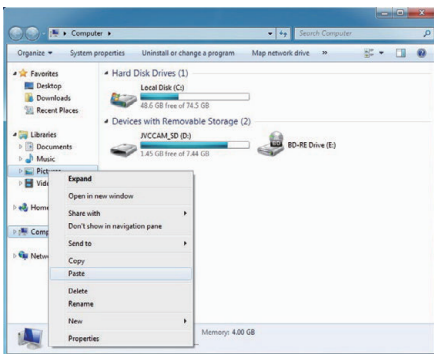 Computer
Search Computer
Organize
System properties
Uninstall or change a program
Map network drive
»
Favorites
Desktop
Downloads
Recent Places
Libraries
Documents
Music
Pictures
Vide
Home
Comp
Netw
Hard Disk Drives (1)
Local Disk (C:)
48.6 GB free of 74.5 GB
Devices with Removable Storage (2)
JVCCAM_SD (D:)
1.45 GB free of 7.44 GB
BD-RE Drive (E:)
Expand
Open in new window
Share with
Don't show in navigation pane
Send to
Copy
Paste
Delete
Rename
New
Properties
Memory: 4.00 GB